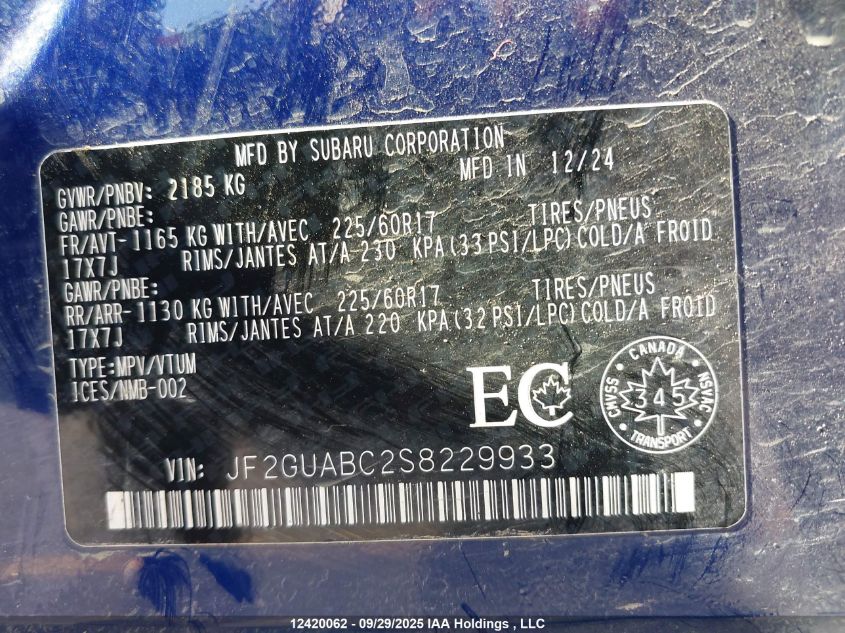 MFD BY SUBARU CORPORATION
GVWR/PNBV: 2185 KG MFD IN 12/24
GAWR/PNBE:
FR/AVT-1165 KG WITH/AVEC 225/60R17 TIRES/PNEUS
17X7J RIMS/JANTES AT/A 230 KPA(33 PSI/LPC)COLD/A FROID
GAWR/PNBE:
RR/ARR-1130 KG WITH/AVEC 225/60R17 TIRES/PNEUS
17X7J RIMS/JANTES AT/A 220 KPA(32 PSI/LPC)COLD/A FROID
TYPE:MPV/VTUM
ICES/NMB-002
EC
CANADA
CMVSS 345 NSVAC
TRANSPORT
VIN: JF2GUABC2S8229933
12420062 - 09/29/2025 IAA Holdings , LLC